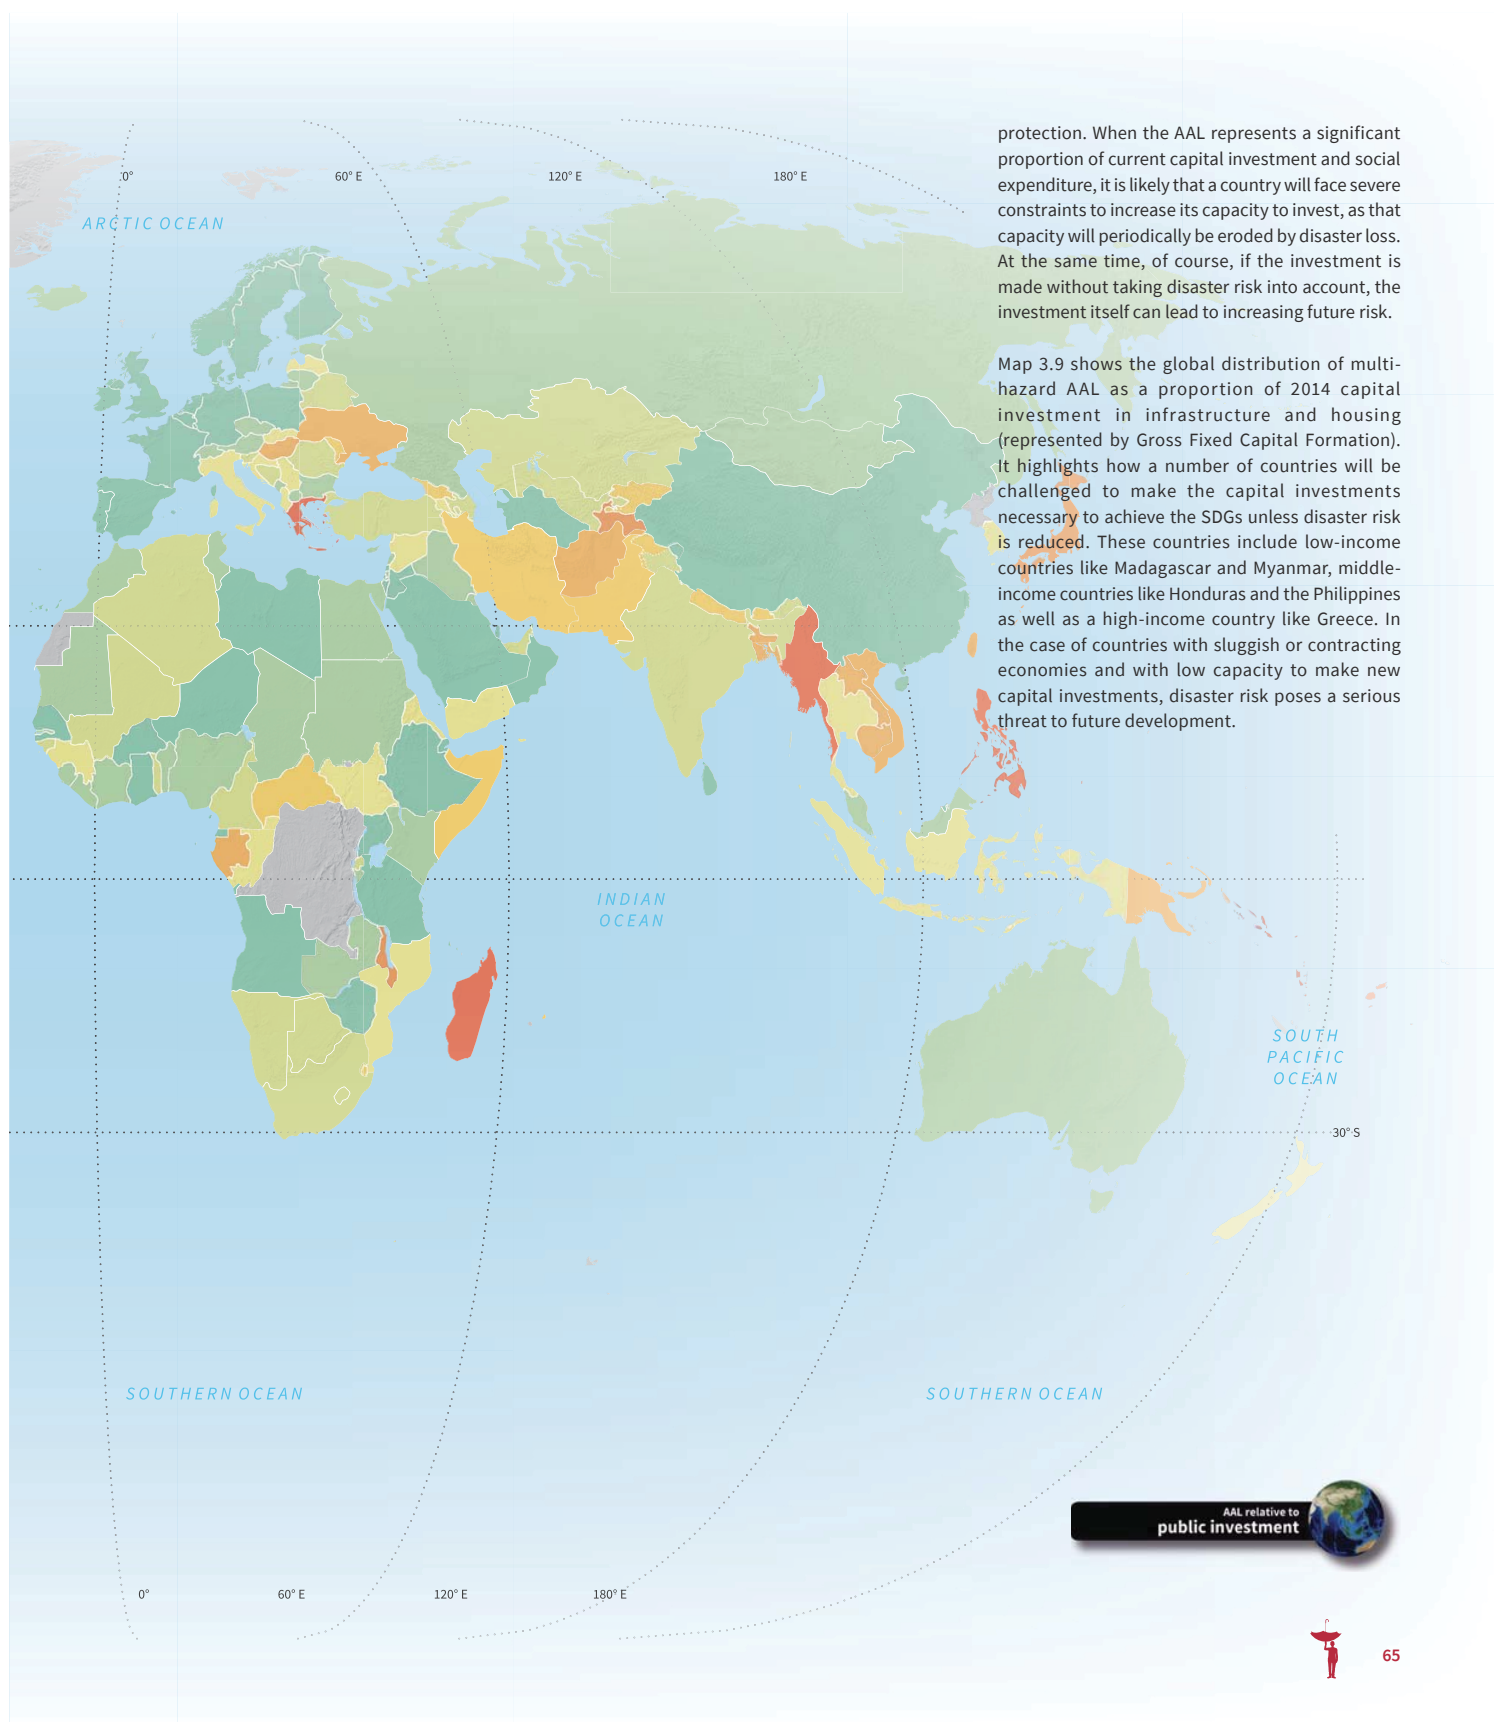 protection. When the AAL represents a significant
proportion of current capital investment and social
expenditure, it is likely that a country will face severe
constraints to increase its capacity to invest, as that
capacity will periodically be eroded by disaster loss.
At the same time, of course, if the investment is
made without taking disaster risk into account, the
investment itself can lead to increasing future risk.
Map 3.9 shows the global distribution of multi-
hazard AAL as a proportion of 2014 capital
investment in infrastructure and housing
(represented by Gross Fixed Capital Formation).
It highlights how a number of countries will be
challenged to make the capital investments
necessary to achieve the SDGs unless disaster risk
is reduced. These countries include low-income
countries like Madagascar and Myanmar, middle-
income countries like Honduras and the Philippines
as well as a high-income country like Greece. In
the case of countries with sluggish or contracting
economies and with low capacity to make new
capital investments, disaster risk poses a serious
threat to future development.
0° 60° E 120° E 180° E
ARCTIC OCEAN
INDIAN
OCEAN
SOUTH
PACIFIC
OCEAN
30° S
SOUTHERN OCEAN SOUTHERN OCEAN
AAL relative to
public investment
0° 60° E 120° E 180° E
65